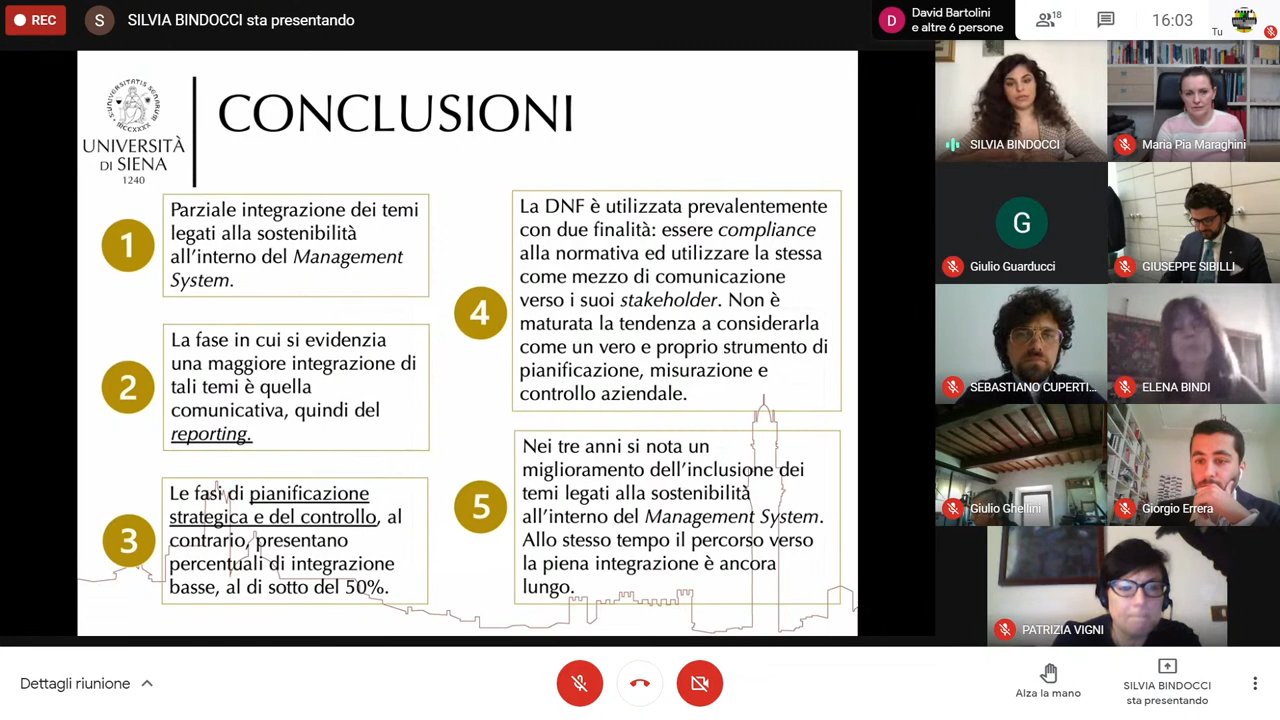 REC
S
SILVIA BINDOCCI sta presentando
D
David Bartolini
e altre 6 persone
18
16:03
Tu
UNIVERSITÀ
DI SIENA
1240
CONCLUSIONI
1
Parziale integrazione dei temi
legati alla sostenibilità
all'interno del Management
System.
2
La fase in cui si evidenzia
una maggiore integrazione di
tali temi è quella
comunicativa, quindi del
reporting.
3
Le fasi di pianificazione
strategica e del controllo, al
contrario, presentano
percentuali di integrazione
basse, al di sotto del 50%.
4
La DNF è utilizzata prevalentemente
con due finalità: essere compliance
alla normativa ed utilizzare la stessa
come mezzo di comunicazione
verso i suoi stakeholder. Non è
maturata la tendenza a considerarla
come un vero e proprio strumento di
pianificazione, misurazione e
controllo aziendale.
5
Nei tre anni si nota un
miglioramento dell'inclusione dei
temi legati alla sostenibilità
all'interno del Management System.
Allo stesso tempo il percorso verso
la piena integrazione è ancora
lungo.
SILVIA BINDOCCI
Maria Pia Maraghini
G
Giulio Guarducci
GIUSEPPE SIBILLI
SEBASTIANO CUPERTI...
ELENA BINDI
Giulio Ghellini
Giorgio Errera
PATRIZIA VIGNI
Dettagli riunione
Alza la mano
SILVIA BINDOCCI
sta presentando